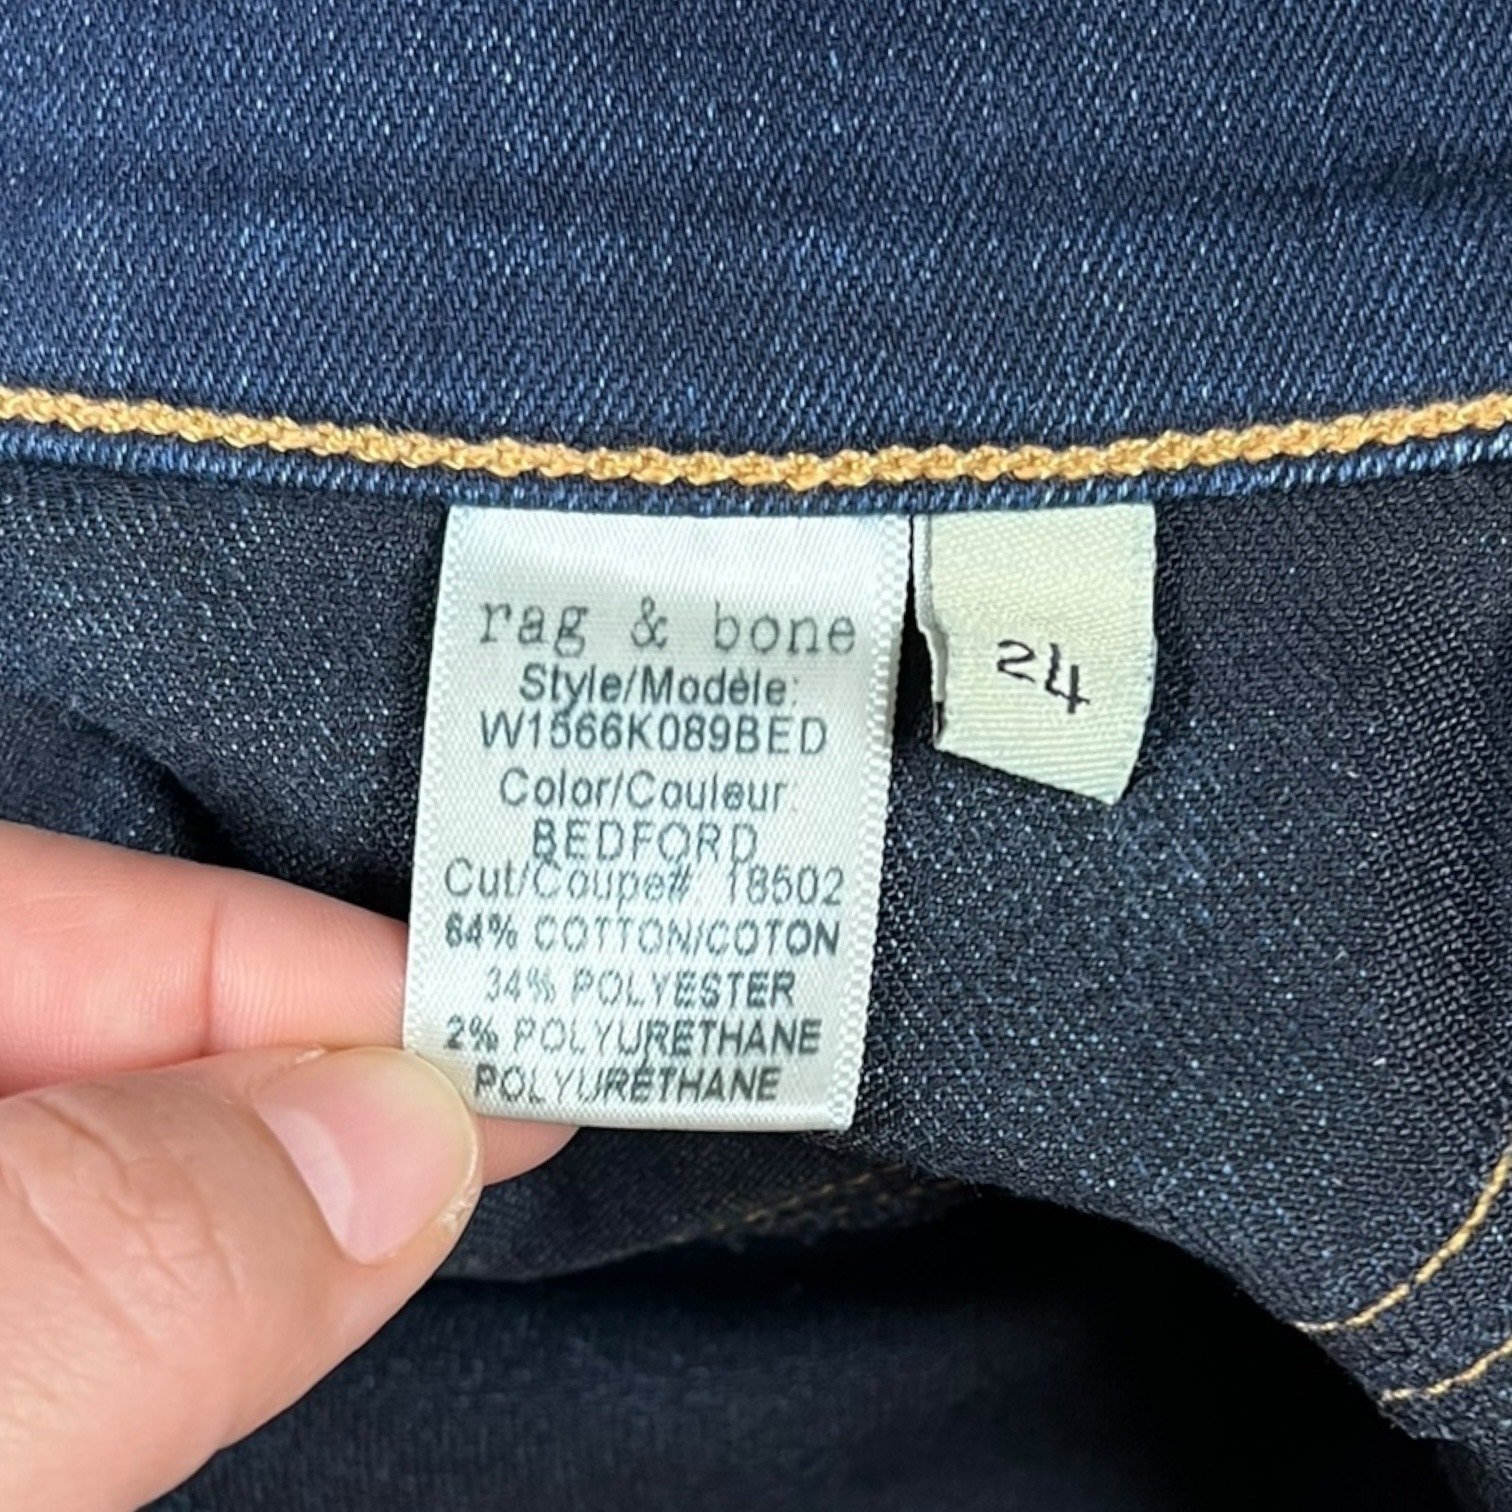 rag & bone
Style/Modèle:
W1566K089BED
Color/Couleur:
BEDFORD
Cut/Coupe# 18502
64% COTTON/COTON
34% POLYESTER
2% POLYURETHANE
POLYURETHANE
24